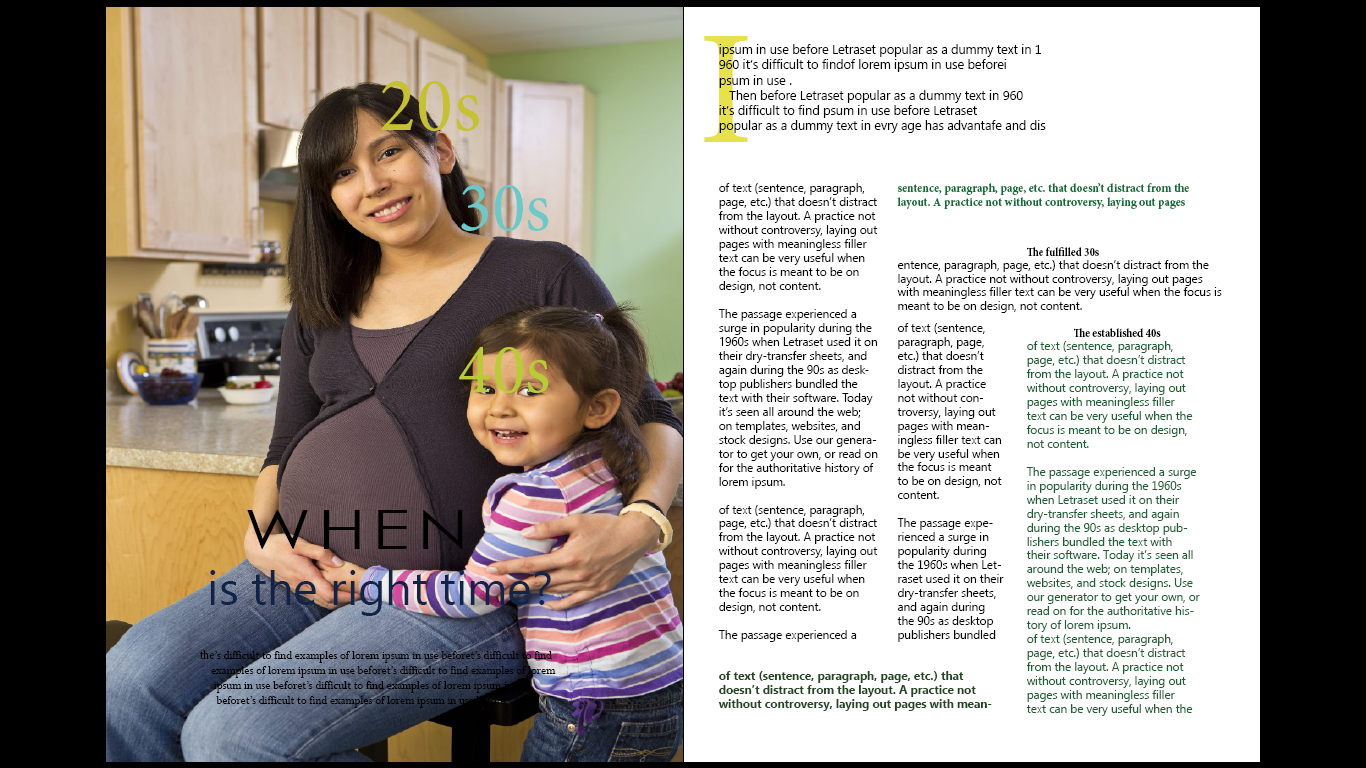 20s
30s
40s
WHEN
is the right time?
the's difficult to find examples of lorem ipsum in use beforet's difficult to find
examples of lorem ipsum in use beforet's difficult to find examples of lorem
ipsum in use beforet's difficult to find examples of lorem ipsum
beforet's difficult to find examples of lorem ipsum in use
I
ipsum in use before Letraset popular as a dummy text in 1
960 it's difficult to findof lorem ipsum in use beforei
psum in use .
Then before Letraset popular as a dummy text in 960
it's difficult to find psum in use before Letraset
popular as a dummy text in evry age has advantafe and dis
of text (sentence, paragraph,
page, etc.) that doesn't distract
from the layout. A practice not
without controversy, laying out
pages with meaningless filler
text can be very useful when
the focus is meant to be on
design, not content.
The passage experienced a
surge in popularity during the
1960s when Letraset used it on
their dry-transfer sheets, and
again during the 90s as desk-
top publishers bundled the
text with their software. Today
it's seen all around the web;
on templates, websites, and
stock designs. Use our genera-
tor to get your own, or read on
for the authoritative history of
lorem ipsum.
of text (sentence, paragraph,
page, etc.) that doesn't distract
from the layout. A practice not
without controversy, laying out
pages with meaningless filler
text can be very useful when
the focus is meant to be on
design, not content.
The passage experienced a
sentence, paragraph, page, etc. that doesn't distract from the
layout. A practice not without controversy, laying out pages
The fulfilled 30s
entence, paragraph, page, etc.) that doesn't distract from the
layout. A practice not without controversy, laying out pages
with meaningless filler text can be very useful when the focus is
meant to be on design, not content.
of text (sentence,
paragraph, page,
etc.) that doesn't
distract from the
layout. A practice
not without con-
troversy, laying out
pages with mean-
ingless filler text can
be very useful when
the focus is meant
to be on design, not
content.
The passage expe-
rienced a surge in
popularity during
the 1960s when Let-
raset used it on their
dry-transfer sheets,
and again during
the 90s as desktop
publishers bundled
The established 40s
of text (sentence, paragraph,
page, etc.) that doesn't distract
from the layout. A practice not
without controversy, laying out
pages with meaningless filler
text can be very useful when the
focus is meant to be on design,
not content.
The passage experienced a surge
in popularity during the 1960s
when Letraset used it on their
dry-transfer sheets, and again
during the 90s as desktop pub-
lishers bundled the text with
their software. Today it's seen all
around the web; on templates,
websites, and stock designs. Use
our generator to get your own, or
read on for the authoritative his-
tory of lorem ipsum.
of text (sentence, paragraph,
page, etc.) that doesn't distract
from the layout. A practice not
without controversy, laying out
pages with meaningless filler
text can be very useful when the
of text (sentence, paragraph, page, etc.) that
doesn't distract from the layout. A practice not
without controversy, laying out pages with mean-